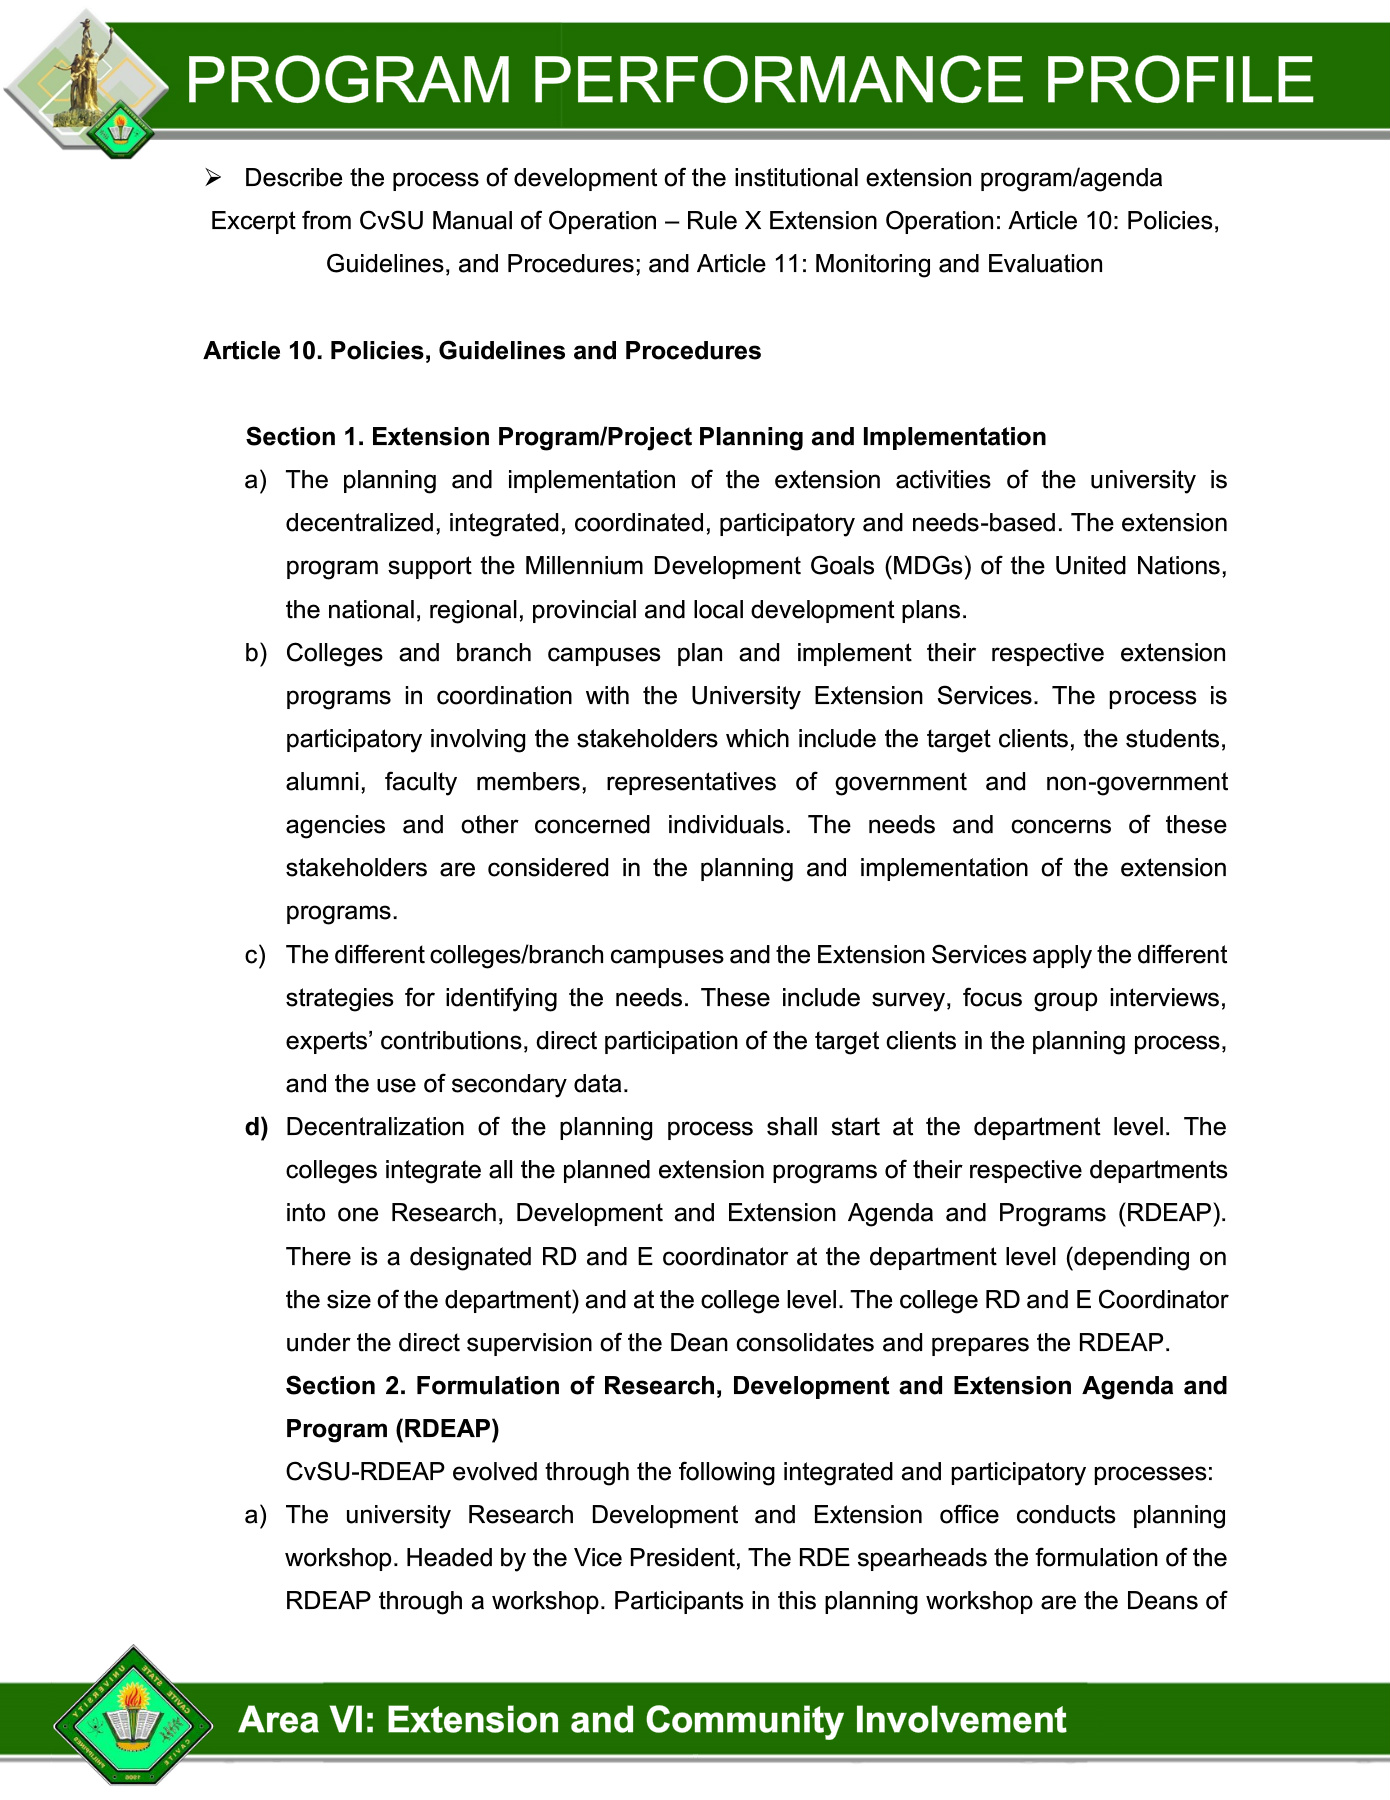 PROGRAM PERFORMANCE PROFILE
➢ Describe the process of development of the institutional extension program/agenda
Excerpt from CvSU Manual of Operation – Rule X Extension Operation: Article 10: Policies,
Guidelines, and Procedures; and Article 11: Monitoring and Evaluation
Article 10. Policies, Guidelines and Procedures
Section 1. Extension Program/Project Planning and Implementation
a) The planning and implementation of the extension activities of the university is
decentralized, integrated, coordinated, participatory and needs-based. The extension
program support the Millennium Development Goals (MDGs) of the United Nations,
the national, regional, provincial and local development plans.
b) Colleges and branch campuses plan and implement their respective extension
programs in coordination with the University Extension Services. The process is
participatory involving the stakeholders which include the target clients, the students,
alumni, faculty members, representatives of government and non-government
agencies and other concerned individuals. The needs and concerns of these
stakeholders are considered in the planning and implementation of the extension
programs.
c) The different colleges/branch campuses and the Extension Services apply the different
strategies for identifying the needs. These include survey, focus group interviews,
experts’ contributions, direct participation of the target clients in the planning process,
and the use of secondary data.
d) Decentralization of the planning process shall start at the department level. The
colleges integrate all the planned extension programs of their respective departments
into one Research, Development and Extension Agenda and Programs (RDEAP).
There is a designated RD and E coordinator at the department level (depending on
the size of the department) and at the college level. The college RD and E Coordinator
under the direct supervision of the Dean consolidates and prepares the RDEAP.
Section 2. Formulation of Research, Development and Extension Agenda and
Program (RDEAP)
CvSU-RDEAP evolved through the following integrated and participatory processes:
a) The university Research Development and Extension office conducts planning
workshop. Headed by the Vice President, The RDE spearheads the formulation of the
RDEAP through a workshop. Participants in this planning workshop are the Deans of
CAVITE STATE UNIVERSITY
CAVITE
PHILIPPINES
Area VI: Extension and Community Involvement